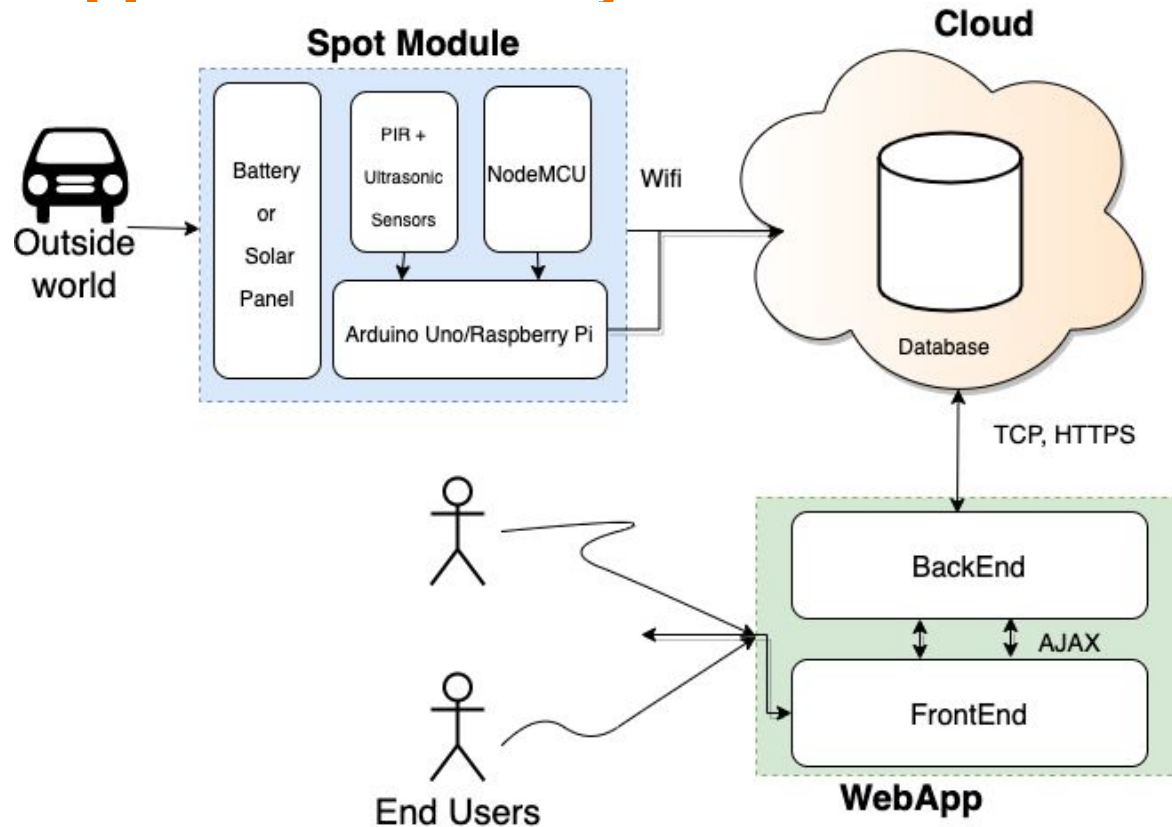 Spot Module
Cloud
Battery
or
Solar
Panel
PIR +
Ultrasonic
Sensors
NodeMCU
Wifi
Outside
world
Arduino Uno/Raspberry Pi
Database
TCP, HTTPS
BackEnd
AJAX
FrontEnd
End Users
WebApp